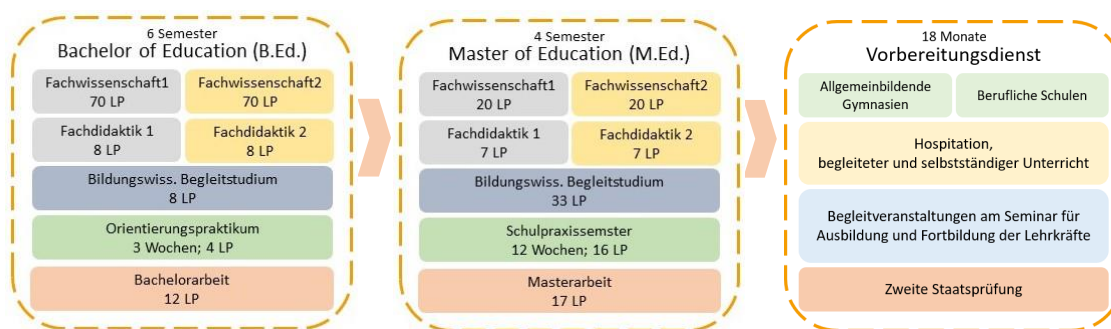 6 Semester
Bachelor of Education (B.Ed.)
Fachwissenschaft1
70 LP
Fachwissenschaft2
70 LP
Fachdidaktik 1
8 LP
Fachdidaktik 2
8 LP
Bildungswiss. Begleitstudium
8 LP
Orientierungspraktikum
3 Wochen; 4 LP
Bachelorarbeit
12 LP
4 Semester
Master of Education (M.Ed.)
Fachwissenschaft1
20 LP
Fachwissenschaft2
20 LP
Fachdidaktik 1
7 LP
Fachdidaktik 2
7 LP
Bildungswiss. Begleitstudium
33 LP
Schulpraxissemster
12 Wochen; 16 LP
Masterarbeit
17 LP
18 Monate
Vorbereitungsdienst
Allgemeinbildende
Gymnasien
Berufliche Schulen
Hospitation,
begleiteter und selbstständiger Unterricht
Begleitveranstaltungen am Seminar für
Ausbildung und Fortbildung der Lehrkräfte
Zweite Staatsprüfung